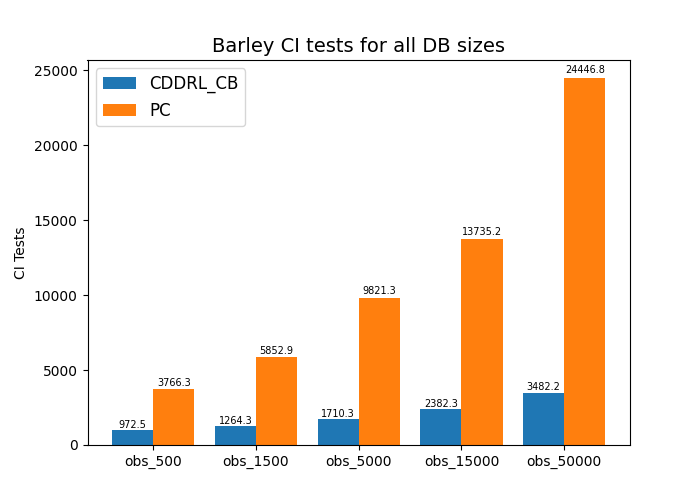 Barley CI tests for all DB sizes
CDDRL_CB
PC
CI Tests
25000
20000
15000
10000
5000
0
972.5
3766.3
1264.3
5852.9
1710.3
9821.3
2382.3
13735.2
3482.2
24446.8
obs_500
obs_1500
obs_5000
obs_15000
obs_50000